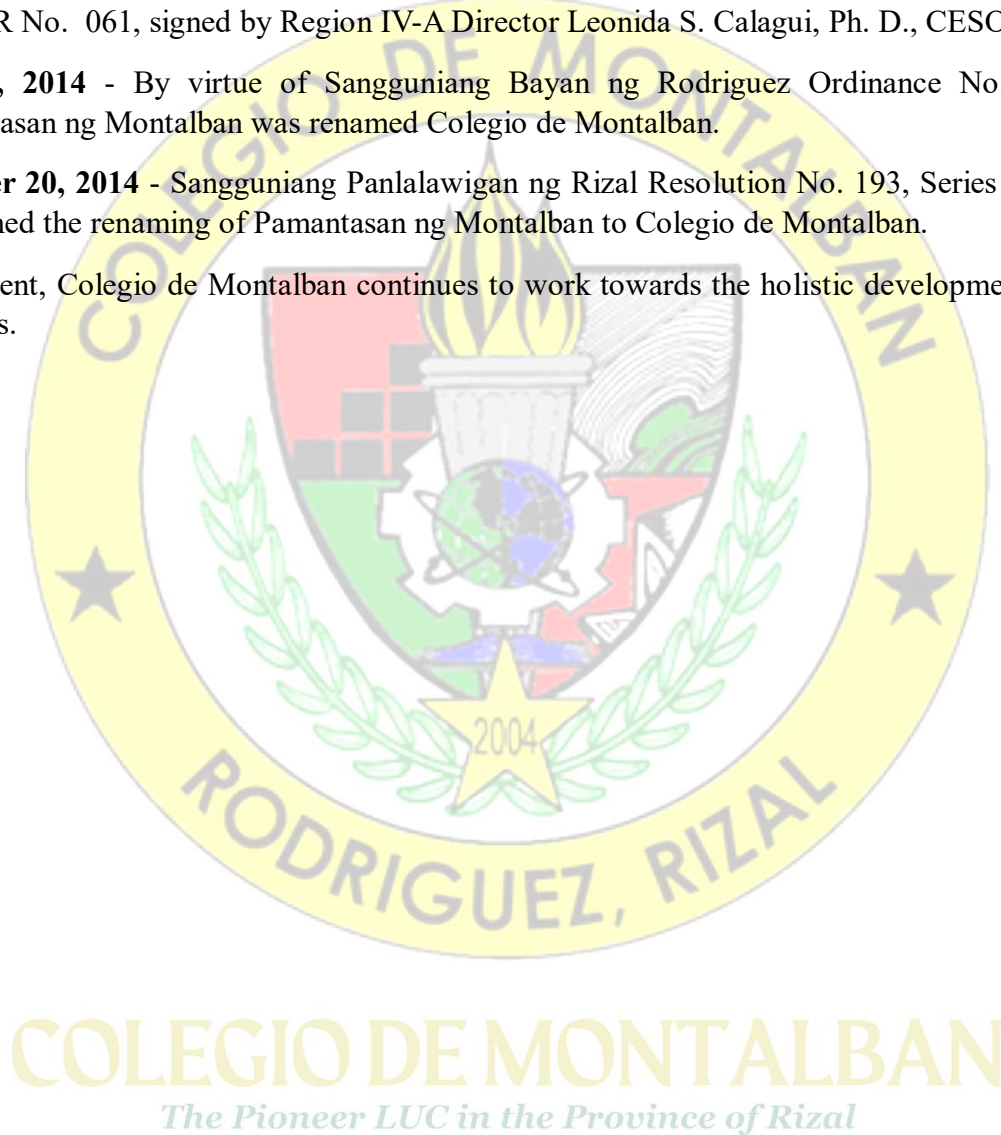 R No. 061, signed by Region IV-A Director Leonida S. Calagui, Ph. D., CESO
, 2014 - By virtue of Sangguniang Bayan ng Rodriguez Ordinance No
tasan ng Montalban was renamed Colegio de Montalban.
er 20, 2014 - Sangguniang Panlalawigan ng Rizal Resolution No. 193, Series
ned the renaming of Pamantasan ng Montalban to Colegio de Montalban.
ent, Colegio de Montalban continues to work towards the holistic developme
s.
COLEGIO DE MONTALBAN
2004
RODRIGUEZ, RIZAL
COLEGIO DE MONTALBAN
The Pioneer LUC in the Province of Rizal